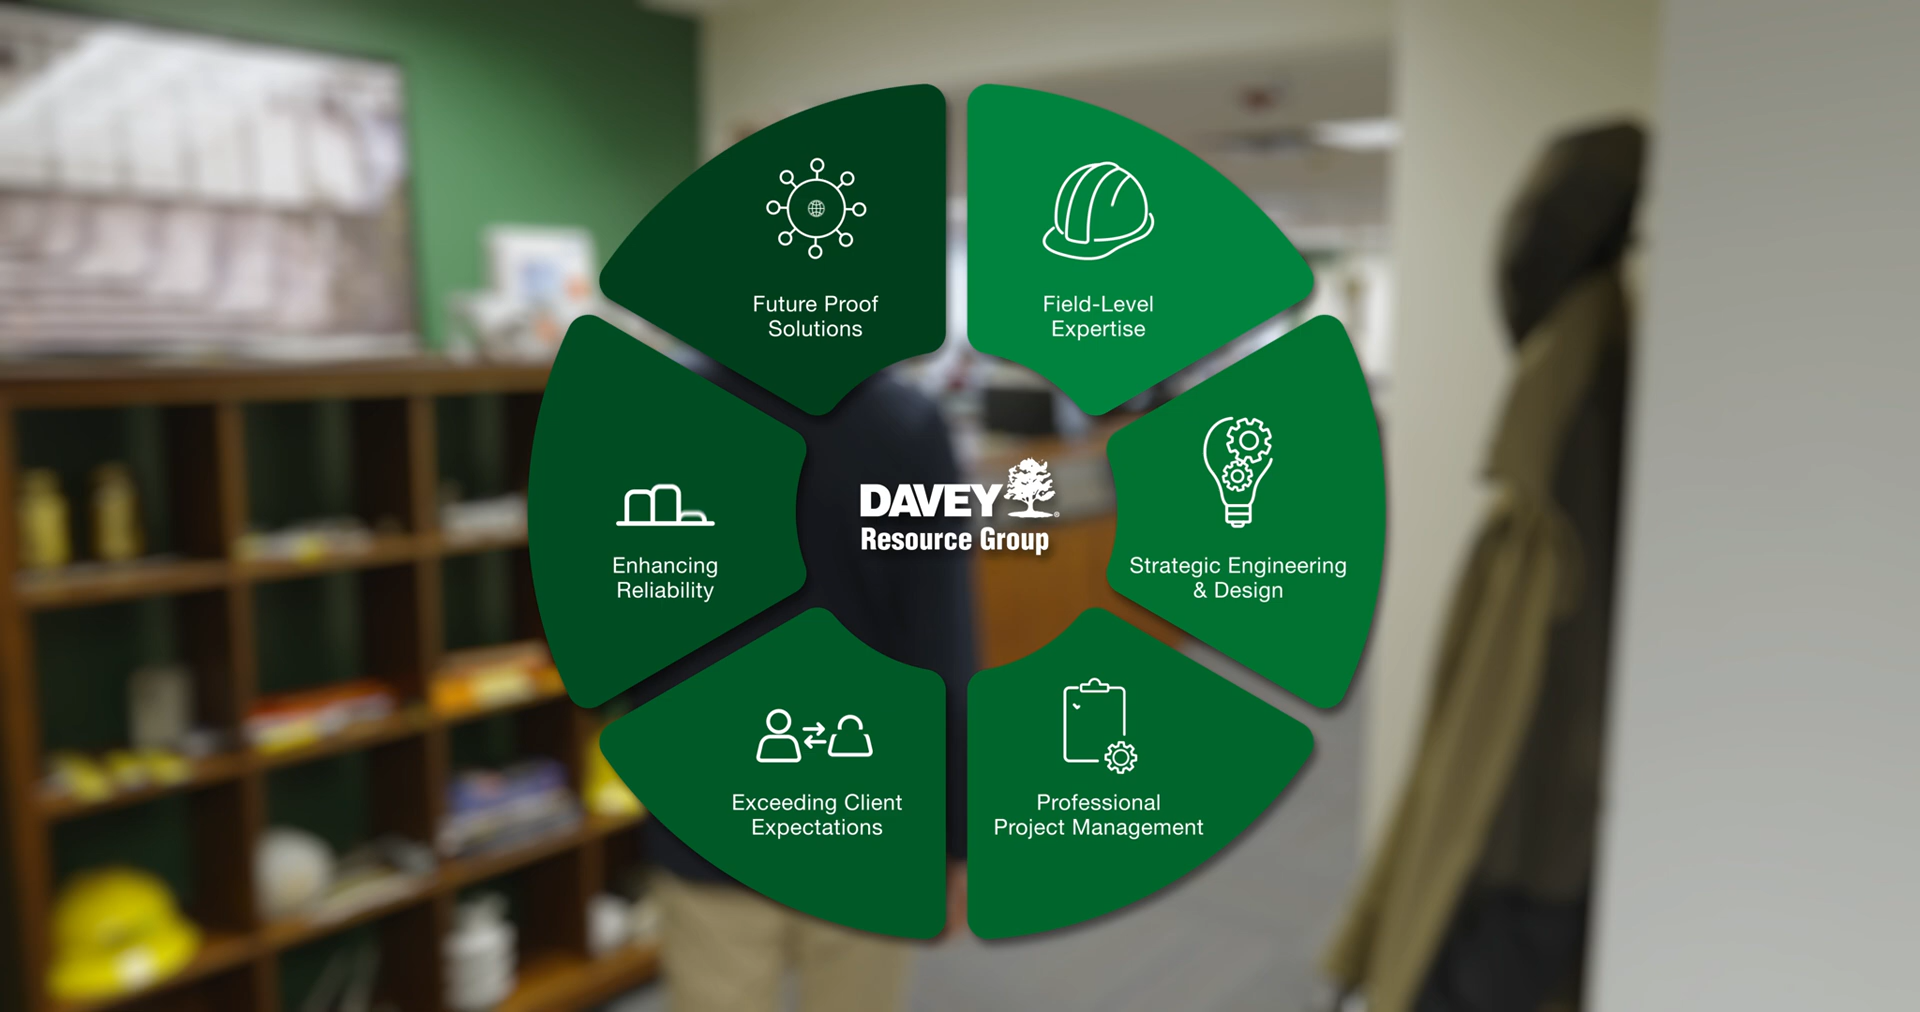 Future Proof
Solutions
Field-Level
Expertise
Enhancing
Reliability
DAVEY
Resource Group
Strategic Engineering
& Design
Exceeding Client
Expectations
Professional
Project Management